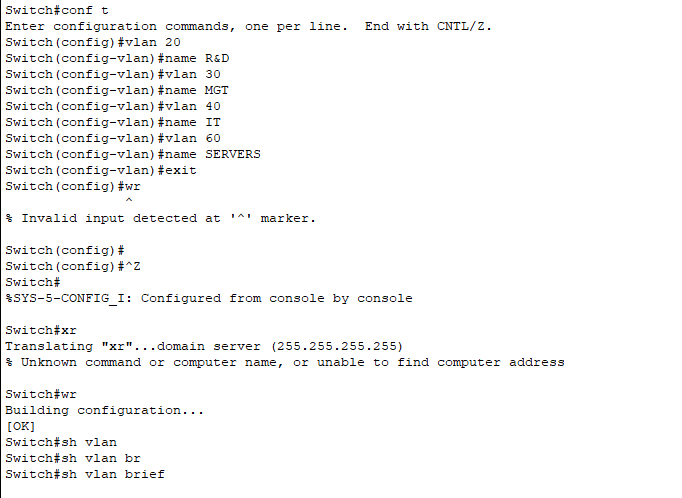 Switch#conf t
Enter configuration commands, one per line.  End with CNTL/Z.
Switch(config)#vlan 20
Switch(config-vlan)#name R&D
Switch(config-vlan)#vlan 30
Switch(config-vlan)#name MGT
Switch(config-vlan)#vlan 40
Switch(config-vlan)#name IT
Switch(config-vlan)#vlan 60
Switch(config-vlan)#name SERVERS
Switch(config-vlan)#exit
Switch(config)#wr
^
% Invalid input detected at '^' marker.
Switch(config)#
Switch(config)#^Z
Switch#
%SYS-5-CONFIG_I: Configured from console by console
Switch#xr
Translating "xr"...domain server (255.255.255.255)
% Unknown command or computer name, or unable to find computer address
Switch#wr
Building configuration...
[OK]
Switch#sh vlan
Switch#sh vlan br
Switch#sh vlan brief